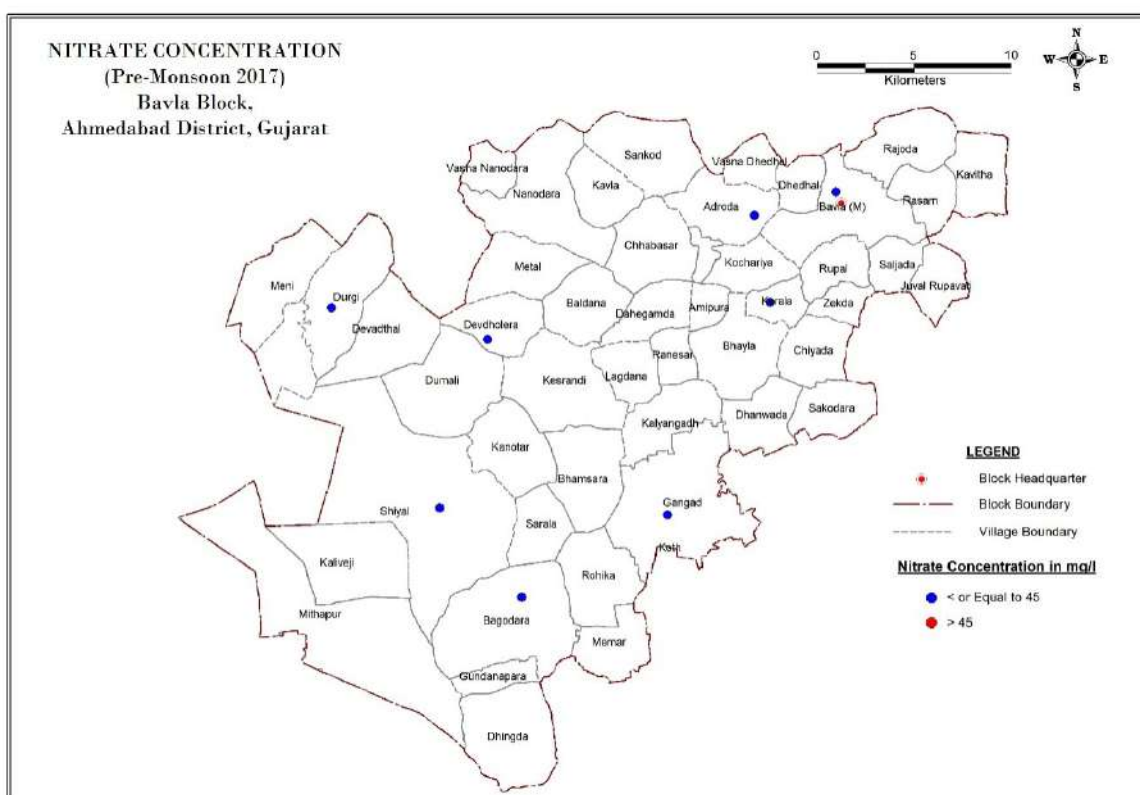 NITRATE CONCENTRATION
(Pre-Monsoon 2017)
Bavla Block,
Ahmedabad District, Gujarat
0 5 10
Kilometers
N
W E
S
Rajoda
Sankod
Vasna Dhedhal
Vasna Nanodara
Kavitha
Kavla
Dhedhal
Nanodara
Rasam
Adroda
Bavla (M)
Chhabasar
Kochariya
Metal
Rupal
Saljada
Meni
Juval Rupavat
Durgi
Baldana
Kerala
Zekda
Devadthal
Devdholera
Dahegamda
Amipura
Bhayla
Chiyada
Ranesar
Dumali
Kesrandi
Lagdana
Dhanwada
Sakodara
Kalyangadh
Kanotar
Bhamsara
Gangad
Shiyal
Sarala
Koth
Kaliveji
Rohika
Mithapur
Bagodara
Memar
Gundanapara
Dhingda
LEGEND
Block Headquarter
Block Boundary
Village Boundary
Nitrate Concentration in mg/l
< or Equal to 45
> 45